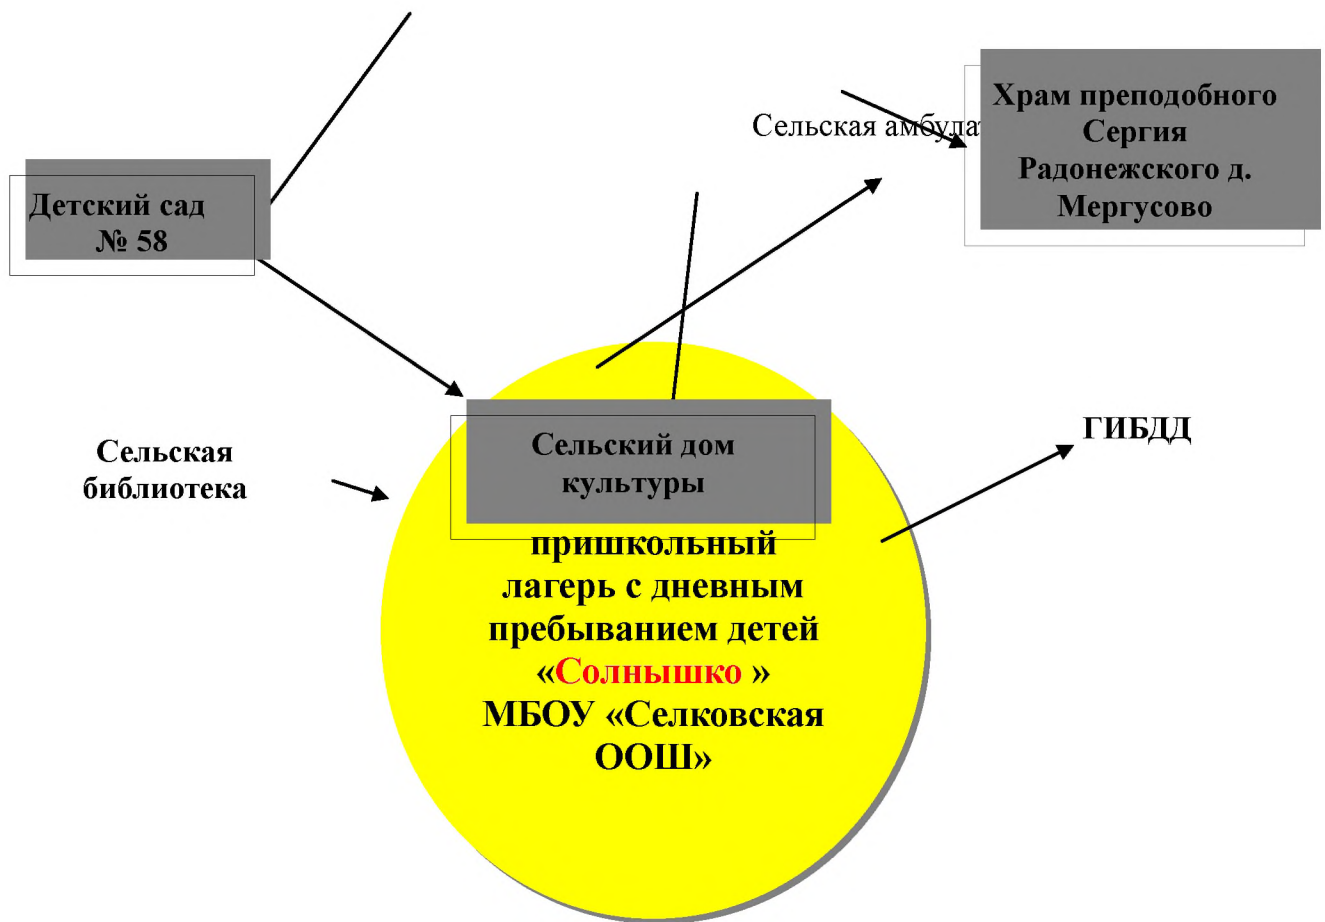 Храм преподобного
Сергия
Радонежского д.
Мергусово
Сельская
Детский сад
№ 58
Сельская
библиотека
Сельский дом
культуры
ГИБДД
пришкольный
лагерь с дневным
пребыванием детей
«Солнышко »
МБОУ «Селковская
ООШ»